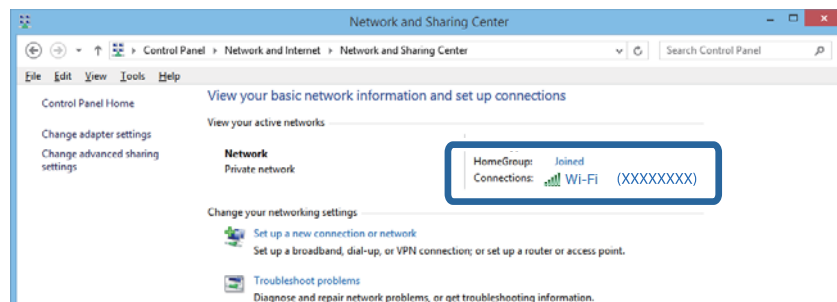 Network and Sharing Center
Control Panel Network and Internet Network and Sharing Center Search Control Panel
File Edit View Tools Help
Control Panel Home
Change adapter settings
Change advanced sharing
settings
View your basic network information and set up connections
View your active networks
Network
Private network
HomeGroup: Joined
Connections: Wi-Fi (XXXXXXXX)
Change your networking settings
Set up a new connection or network
Set up a broadband, dial-up, or VPN connection; or set up a router or access point.
Troubleshoot problems
Diagnose and repair network problems, or get troubleshooting information.